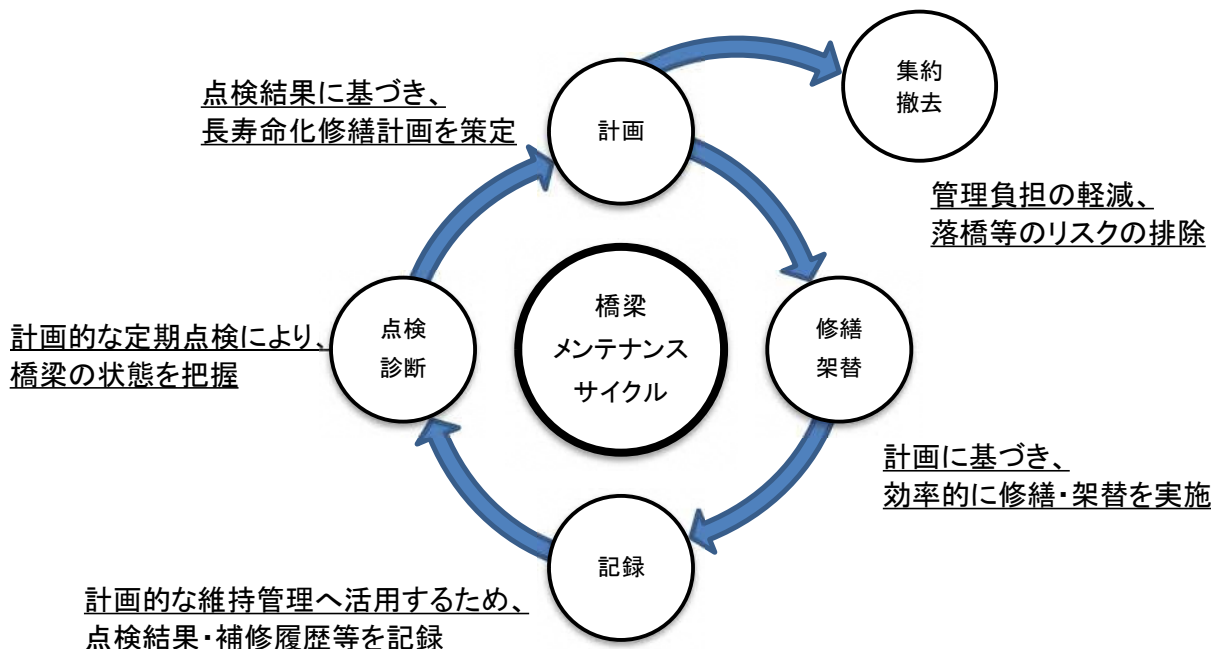 集約
撤去
計画
点検結果に基づき、
長寿命化修繕計画を策定
管理負担の軽減、
落橋等のリスクの排除
橋梁
メンテナンス
サイクル
点検
診断
計画的な定期点検により、
橋梁の状態を把握
修繕
架替
計画に基づき、
効率的に修繕・架替を実施
記録
計画的な維持管理へ活用するため、
点検結果・補修履歴等を記録